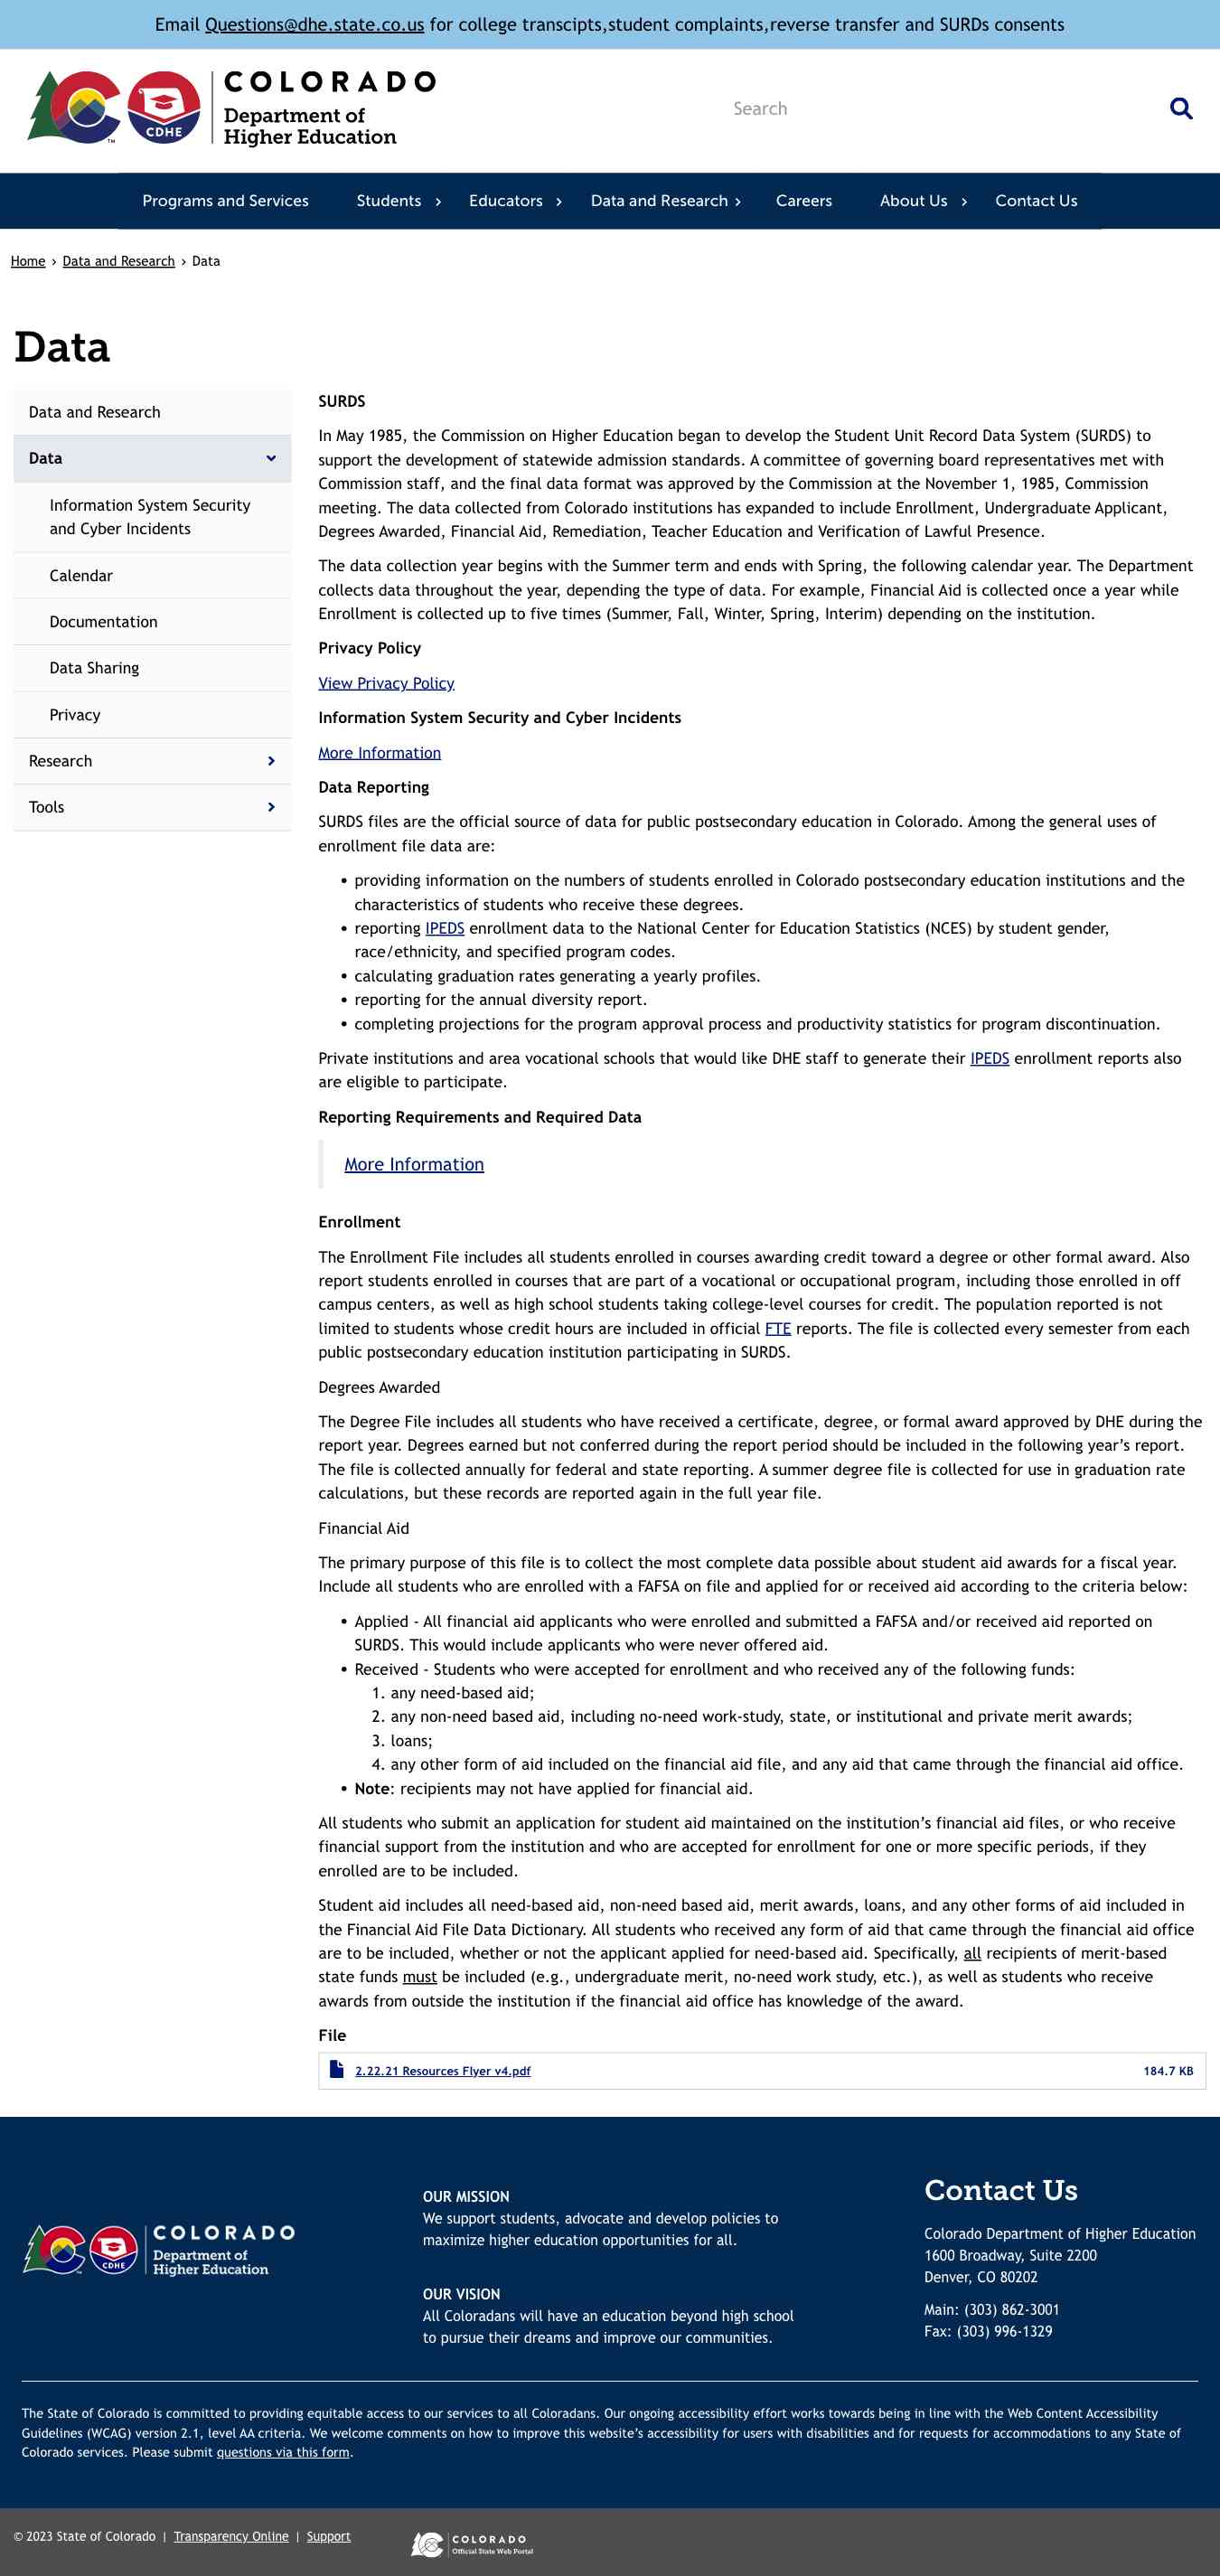 Email Questions@dhe.state.co.us for college transcipts,student complaints,reverse transfer and SURDs consents
CDHE
TM
COLORADO
Department of
Higher Education
Search
Programs and Services Students Educators Data and Research Careers About Us Contact Us
Home › Data and Research › Data
Data
Data and Research
Data
Information System Security
and Cyber Incidents
Calendar
Documentation
Data Sharing
Privacy
Research
Tools
SURDS
In May 1985, the Commission on Higher Education began to develop the Student Unit Record Data System (SURDS) to
support the development of statewide admission standards. A committee of governing board representatives met with
Commission staff, and the final data format was approved by the Commission at the November 1, 1985, Commission
meeting. The data collected from Colorado institutions has expanded to include Enrollment, Undergraduate Applicant,
Degrees Awarded, Financial Aid, Remediation, Teacher Education and Verification of Lawful Presence.
The data collection year begins with the Summer term and ends with Spring, the following calendar year. The Department
collects data throughout the year, depending the type of data. For example, Financial Aid is collected once a year while
Enrollment is collected up to five times (Summer, Fall, Winter, Spring, Interim) depending on the institution.
Privacy Policy
View Privacy Policy
Information System Security and Cyber Incidents
More Information
Data Reporting
SURDS files are the official source of data for public postsecondary education in Colorado. Among the general uses of
enrollment file data are:
• providing information on the numbers of students enrolled in Colorado postsecondary education institutions and the
characteristics of students who receive these degrees.
• reporting IPEDS enrollment data to the National Center for Education Statistics (NCES) by student gender,
race/ethnicity, and specified program codes.
• calculating graduation rates generating a yearly profiles.
• reporting for the annual diversity report.
• completing projections for the program approval process and productivity statistics for program discontinuation.
Private institutions and area vocational schools that would like DHE staff to generate their IPEDS enrollment reports also
are eligible to participate.
Reporting Requirements and Required Data
More Information
Enrollment
The Enrollment File includes all students enrolled in courses awarding credit toward a degree or other formal award. Also
report students enrolled in courses that are part of a vocational or occupational program, including those enrolled in off
campus centers, as well as high school students taking college-level courses for credit. The population reported is not
limited to students whose credit hours are included in official FTE reports. The file is collected every semester from each
public postsecondary education institution participating in SURDS.
Degrees Awarded
The Degree File includes all students who have received a certificate, degree, or formal award approved by DHE during the
report year. Degrees earned but not conferred during the report period should be included in the following year’s report.
The file is collected annually for federal and state reporting. A summer degree file is collected for use in graduation rate
calculations, but these records are reported again in the full year file.
Financial Aid
The primary purpose of this file is to collect the most complete data possible about student aid awards for a fiscal year.
Include all students who are enrolled with a FAFSA on file and applied for or received aid according to the criteria below:
• Applied - All financial aid applicants who were enrolled and submitted a FAFSA and/or received aid reported on
SURDS. This would include applicants who were never offered aid.
• Received - Students who were accepted for enrollment and who received any of the following funds:
1. any need-based aid;
2. any non-need based aid, including no-need work-study, state, or institutional and private merit awards;
3. loans;
4. any other form of aid included on the financial aid file, and any aid that came through the financial aid office.
• Note: recipients may not have applied for financial aid.
All students who submit an application for student aid maintained on the institution’s financial aid files, or who receive
financial support from the institution and who are accepted for enrollment for one or more specific periods, if they
enrolled are to be included.
Student aid includes all need-based aid, non-need based aid, merit awards, loans, and any other forms of aid included in
the Financial Aid File Data Dictionary. All students who received any form of aid that came through the financial aid office
are to be included, whether or not the applicant applied for need-based aid. Specifically, all recipients of merit-based
state funds must be included (e.g., undergraduate merit, no-need work study, etc.), as well as students who receive
awards from outside the institution if the financial aid office has knowledge of the award.
File
2.22.21 Resources Flyer v4.pdf 184.7 KB
CDHE
COLORADO
Department of
Higher Education
OUR MISSION
We support students, advocate and develop policies to
maximize higher education opportunities for all.
OUR VISION
All Coloradans will have an education beyond high school
to pursue their dreams and improve our communities.
Contact Us
Colorado Department of Higher Education
1600 Broadway, Suite 2200
Denver, CO 80202
Main: (303) 862-3001
Fax: (303) 996-1329
The State of Colorado is committed to providing equitable access to our services to all Coloradans. Our ongoing accessibility effort works towards being in line with the Web Content Accessibility
Guidelines (WCAG) version 2.1, level AA criteria. We welcome comments on how to improve this website’s accessibility for users with disabilities and for requests for accommodations to any State of
Colorado services. Please submit questions via this form.
© 2023 State of Colorado | Transparency Online | Support
COLORADO
Official State Web Portal